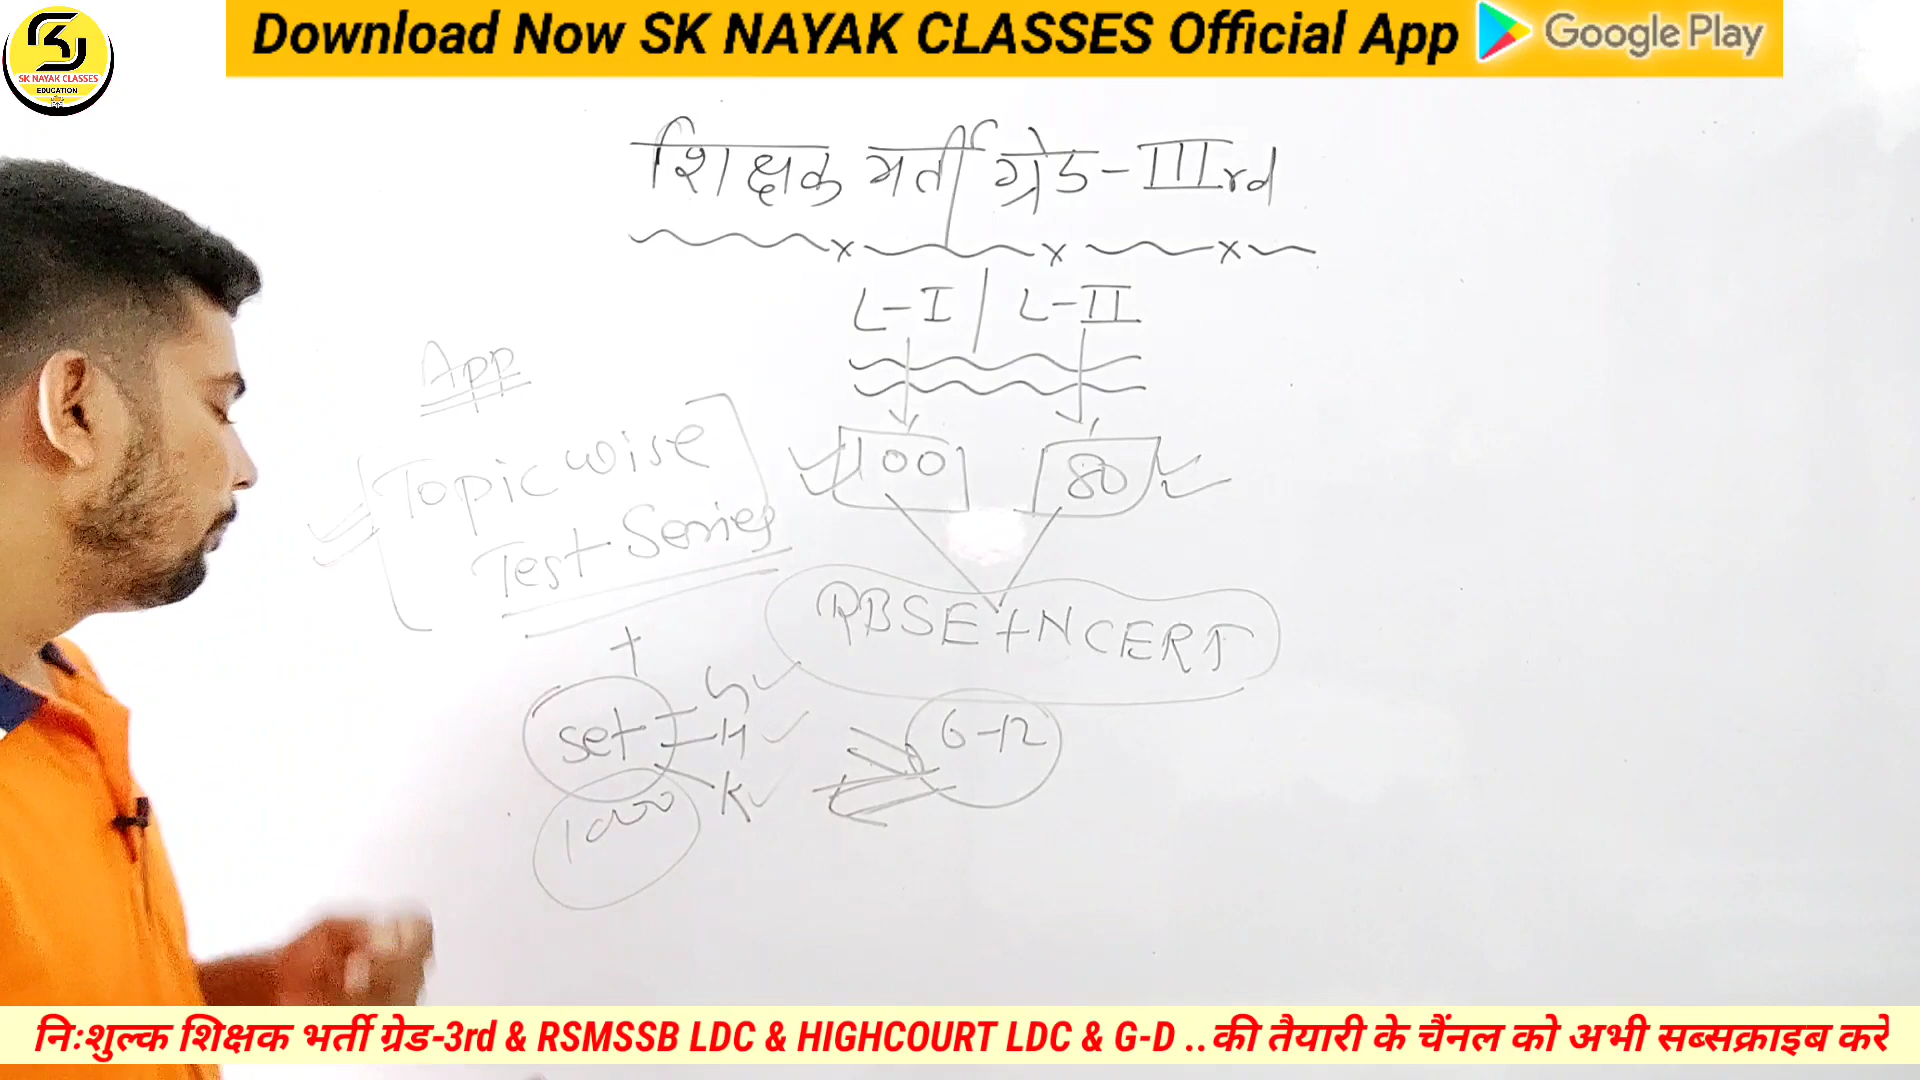 Download Now SK NAYAK CLASSES Official App Google Play
SK NAYAK CLASSES
EDUCATION
शिक्षक भर्ती ग्रेड-IIIrd
L-I / L-II
App
100 80
Topic wise
Test Series
RBSE+NCERT
+
set
H 6-12
K
1000
निःशुल्क शिक्षक भर्ती ग्रेड-3rd & RSMSSB LDC & HIGHCOURT LDC & G-D ..की तैयारी के चैंनल को अभी सब्सक्राइब करे